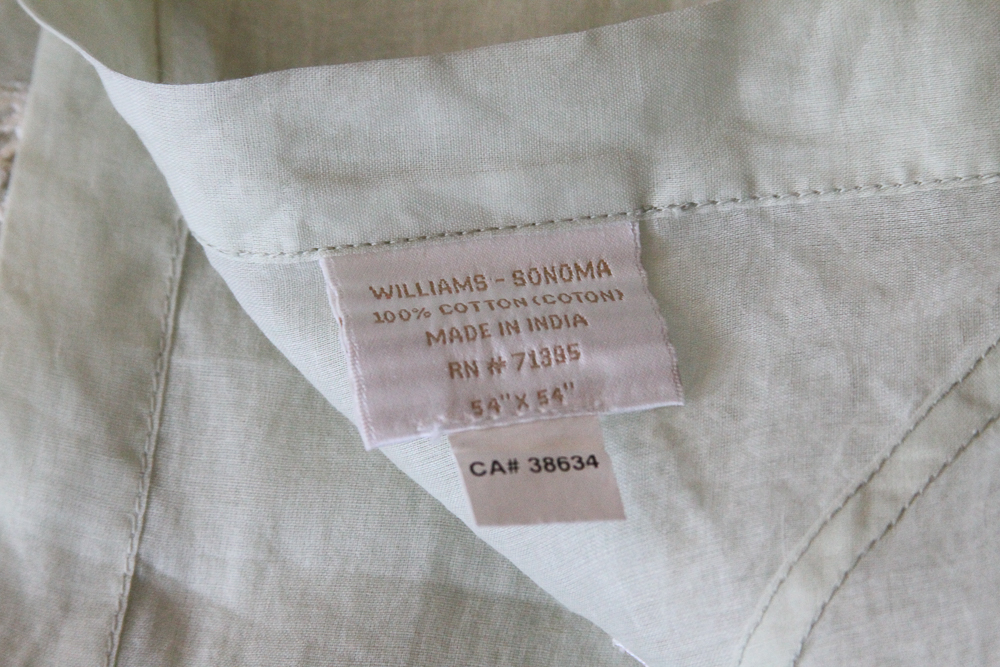 WILLIAMS - SONOMA
100% COTTON (COTON)
MADE IN INDIA
RN # 71395
54" X 54"
CA# 38634